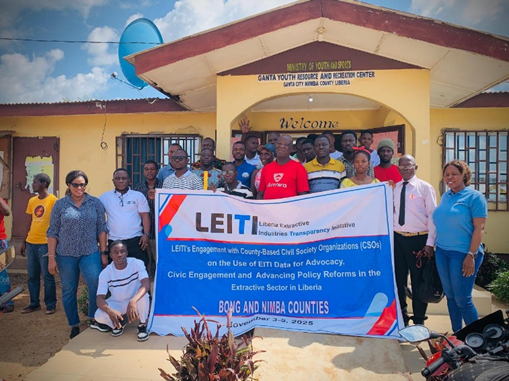 MINISTRY OF YOUTH AND SPORTS
GANTA YOUTH RESOURCE AND RECREATION CENTER
GANTA CITY NIMBA COUNTY LIBERIA
Welcome
LEITI Liberia Extractive
Industries Transparency Initiative
LEITI's Engagement with County-Based Civil Society Organizations (CSOs)
on the Use of EITI Data for Advocacy,
Civic Engagement and Advancing Policy Reforms in the
Extractive Sector in Liberia
BONG AND NIMBA COUNTIES
November 3-5, 2025